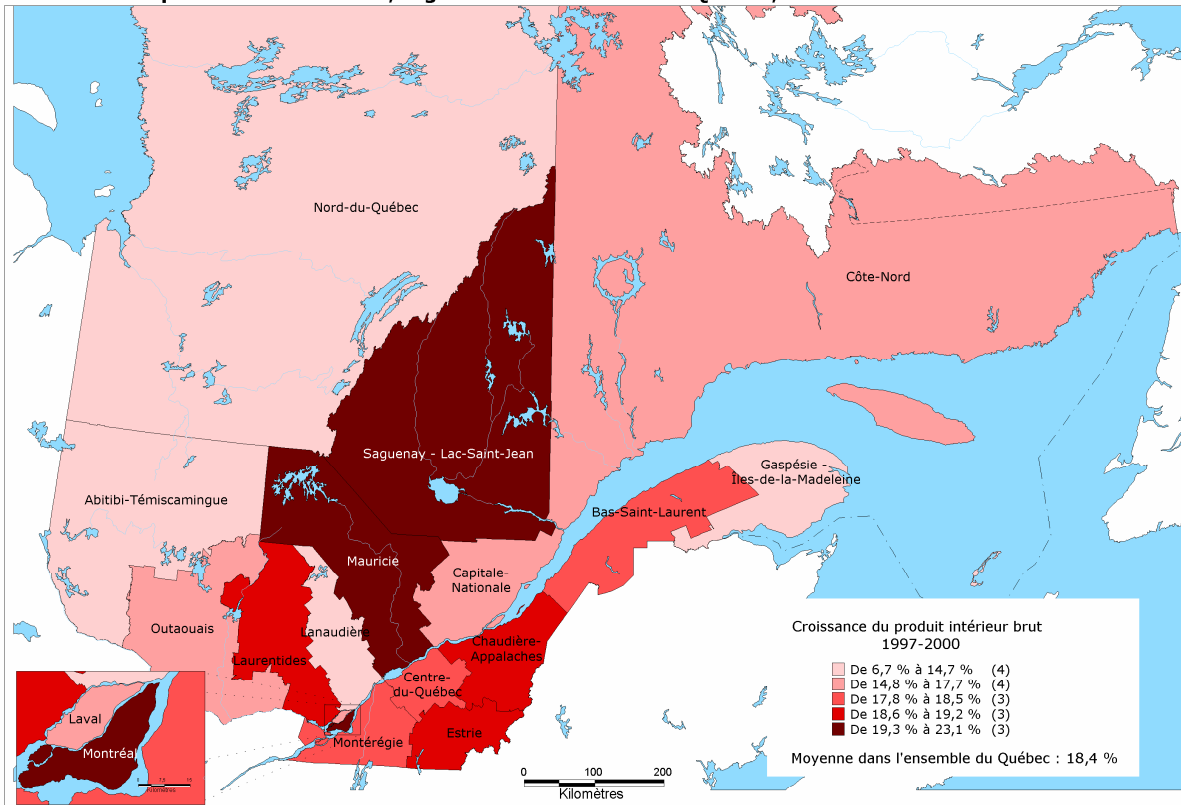 Nord-du-Québec
Côte-Nord
Saguenay - Lac-Saint-Jean
Gaspésie -
Îles-de-la-Madeleine
Abitibi-Témiscamingue
Bas-Saint-Laurent
Mauricie
Capitale-
Nationale
Outaouais
Lanaudière
Chaudière-
Appalaches
Laurentides
Centre-
du-Québec
Laval
Montréal
Montérégie
Estrie
0 75 15
Kilomètres
0 100 200
Kilomètres
Croissance du produit intérieur brut
1997-2000
De 6,7 % à 14,7 % (4)
De 14,8 % à 17,7 % (4)
De 17,8 % à 18,5 % (3)
De 18,6 % à 19,2 % (3)
De 19,3 % à 23,1 % (3)
Moyenne dans l'ensemble du Québec : 18,4 %